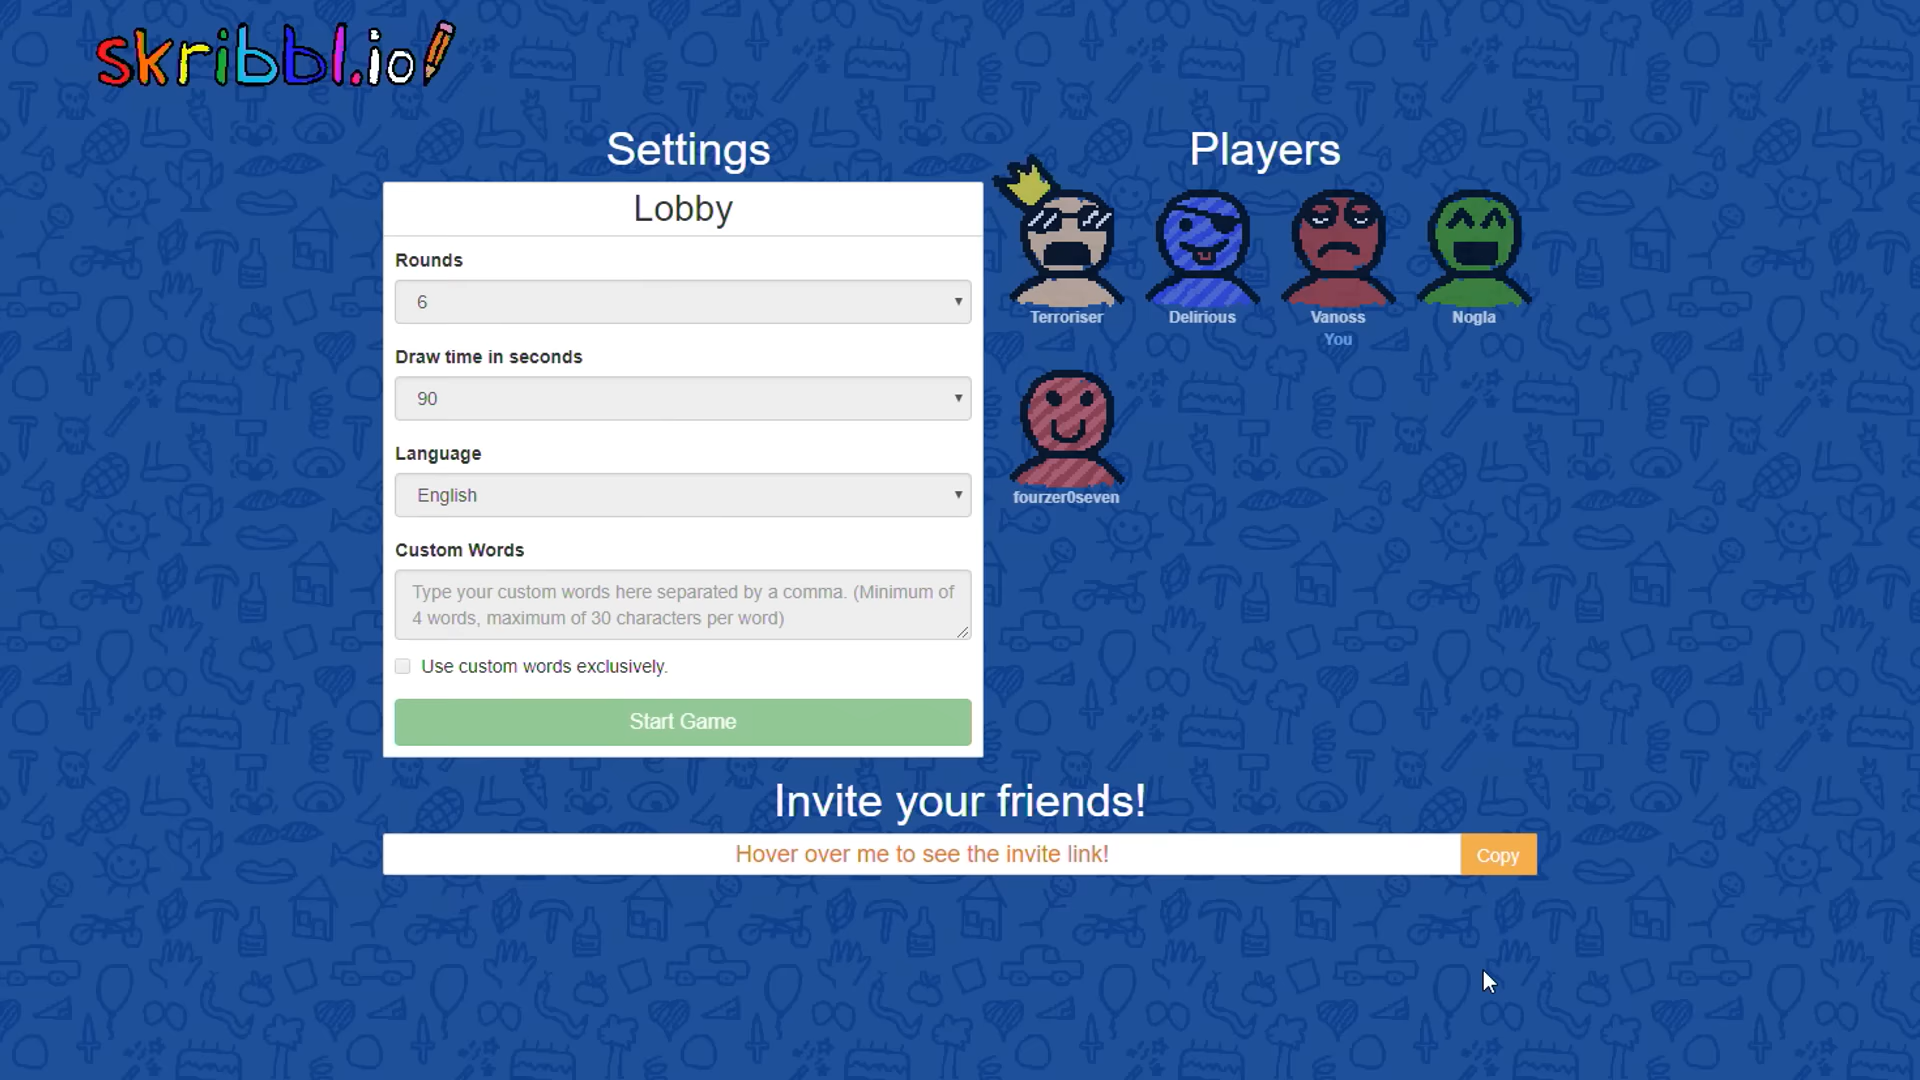 skribbl.io
Settings
Lobby
Rounds
6
Draw time in seconds
90
Language
English
Custom Words
Type your custom words here separated by a comma. (Minimum of
4 words, maximum of 30 characters per word)
Use custom words exclusively.
Start Game
Players
Terroriser
Delirious
Vanoss
You
Nogla
fourzer0seven
Invite your friends!
Hover over me to see the invite link!
Copy